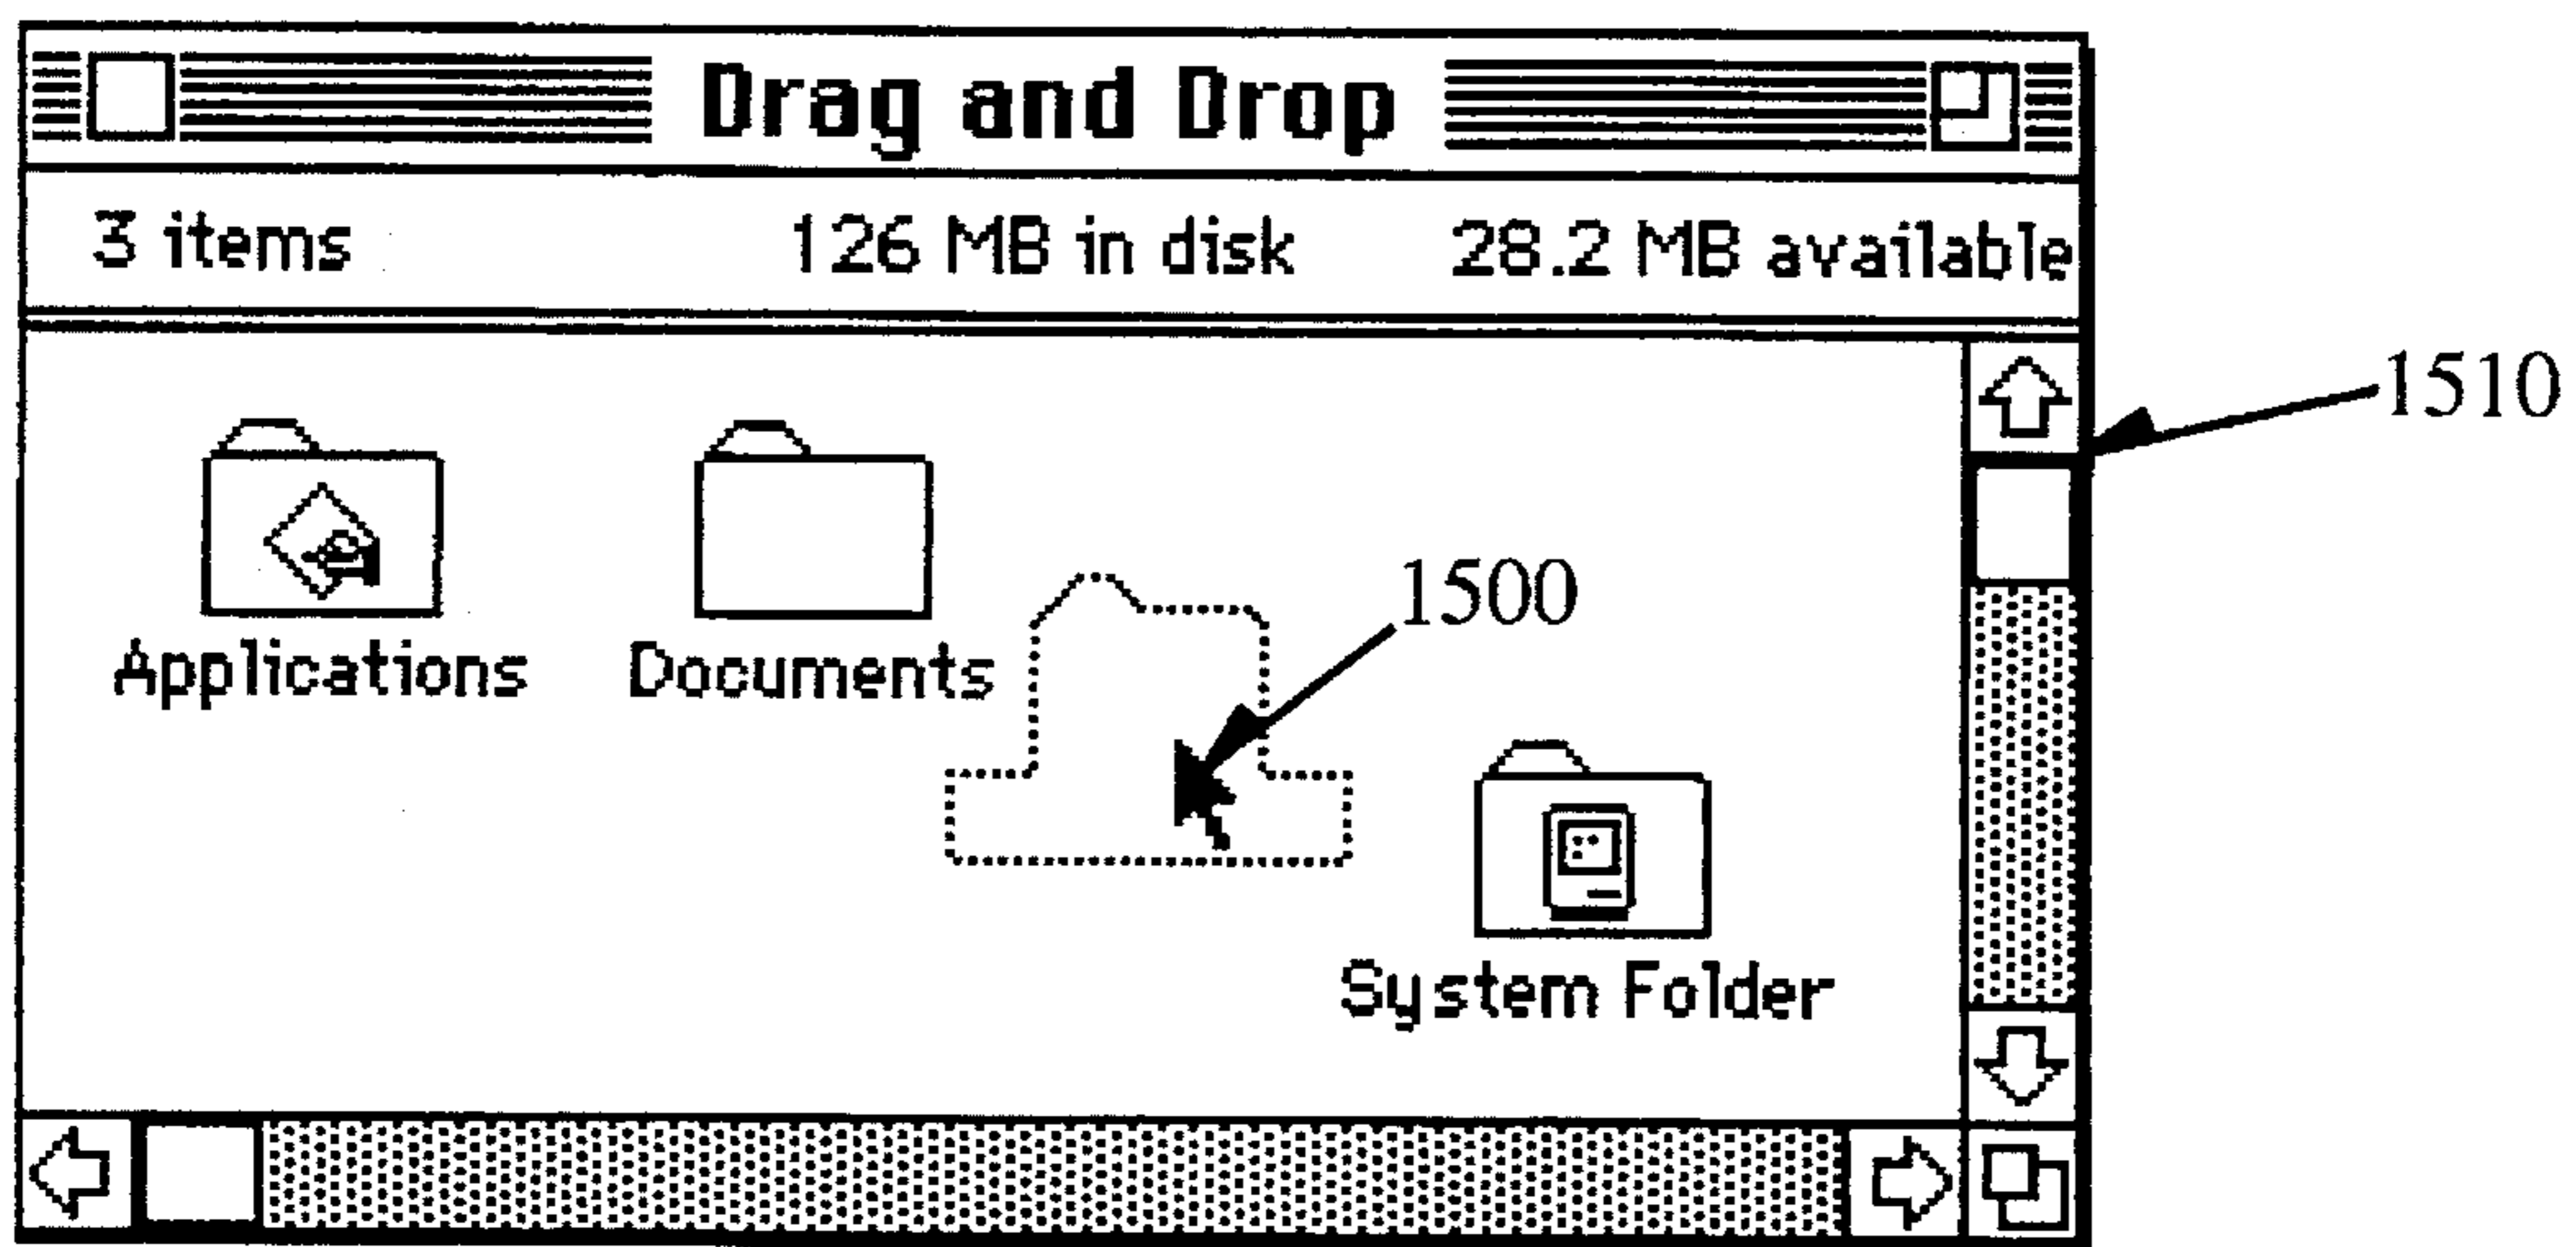 Drag and Drop
3 items 126 MB in disk 28.2 MB available
1510
1500
Applications Documents
System Folder